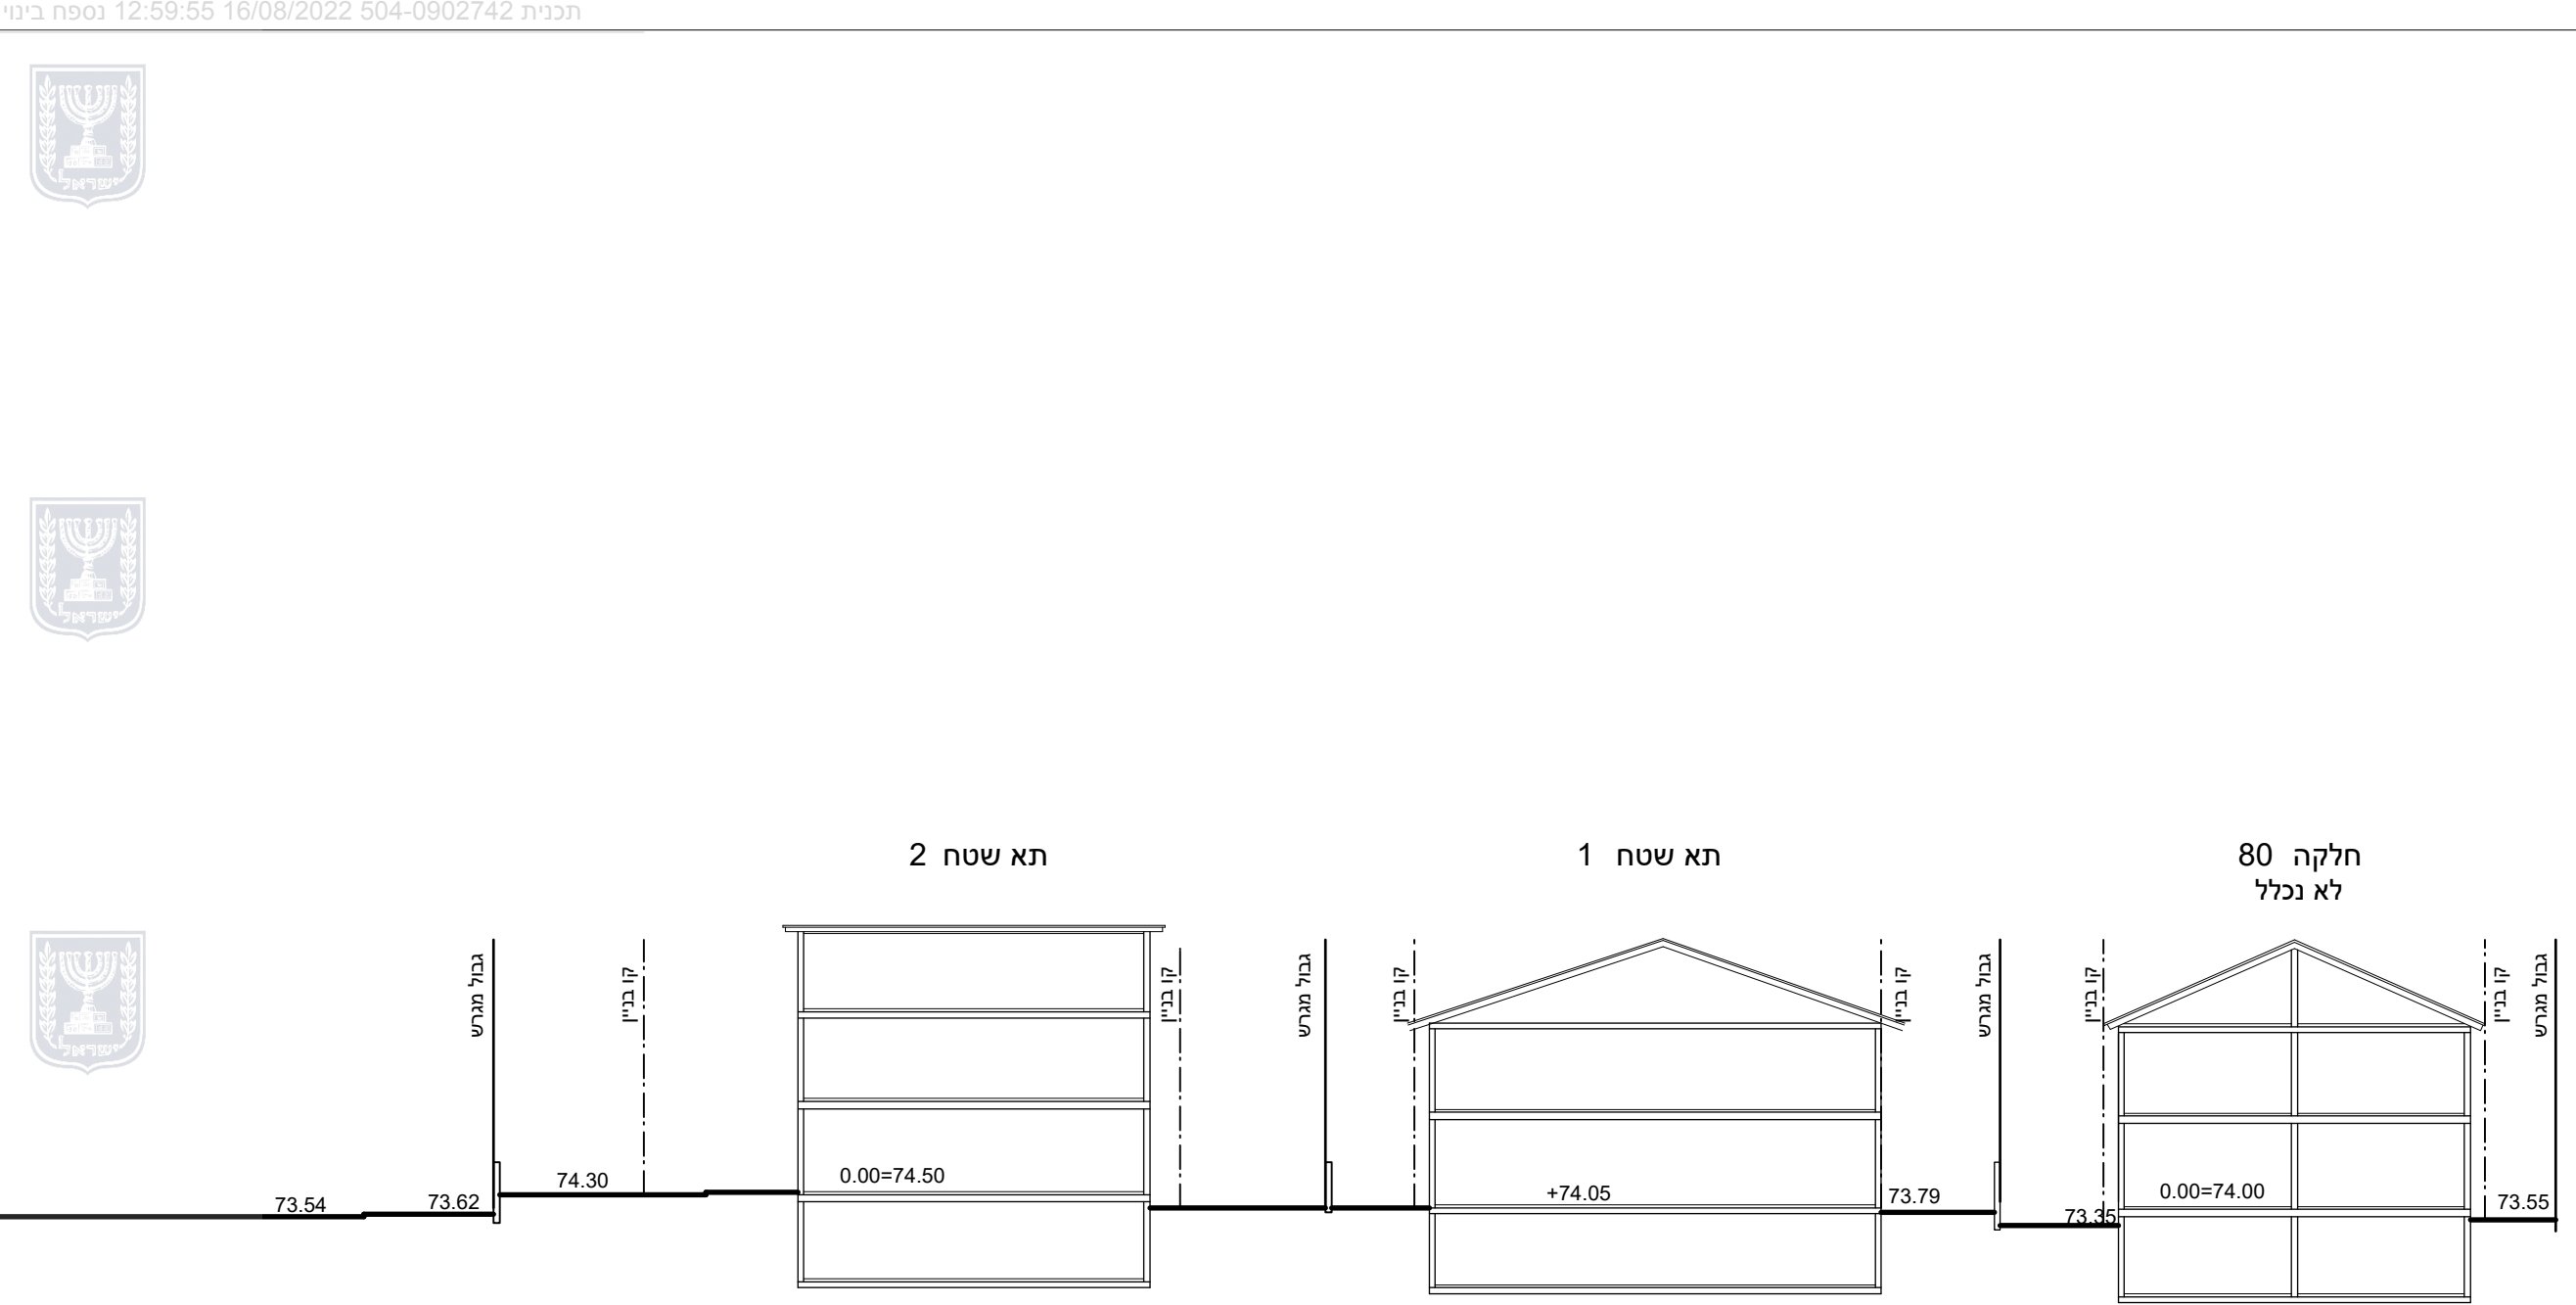 תכנית 504-0902742 16/08/2022 12:59:55 נספח בינוי
ישראל
ישראל
ישראל
חלקה 80
לא נכלל
תא שטח 1
תא שטח 2
גבול מגרש
קו בניין
קו בניין
גבול מגרש
קו בניין
קו בניין
גבול מגרש
קו בניין
קו בניין
גבול מגרש
73.55
0.00=74.00
73.35
73.79
+74.05
0.00=74.50
74.30
73.62
73.54